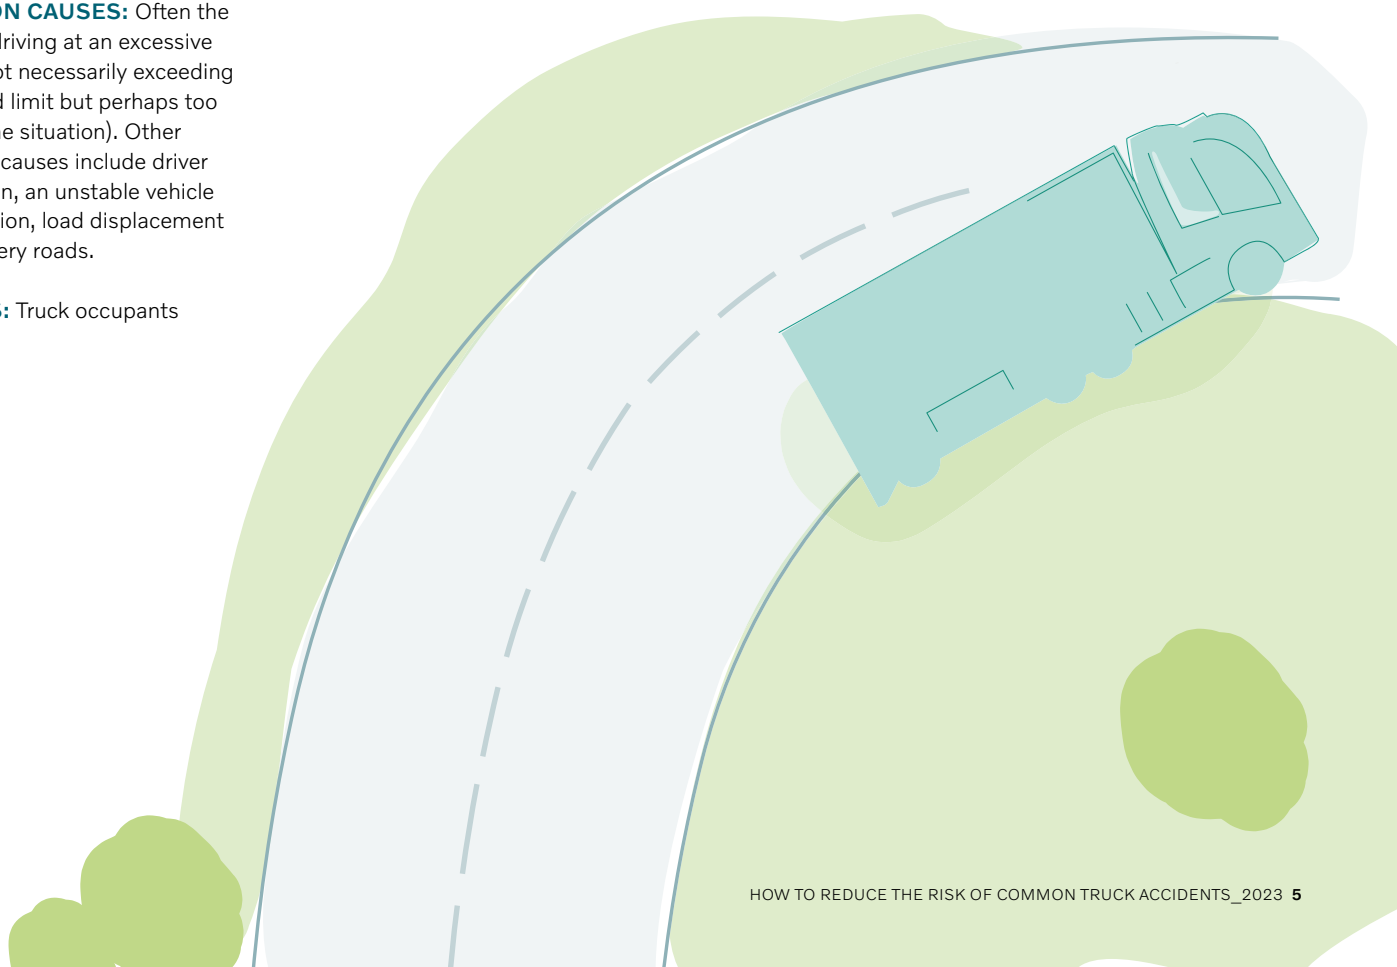 ON CAUSES: Often the
driving at an excessive
ot necessarily exceeding
d limit but perhaps too
e situation). Other
causes include driver
n, an unstable vehicle
ion, load displacement
ery roads.
S: Truck occupants
HOW TO REDUCE THE RISK OF COMMON TRUCK ACCIDENTS_2023 5